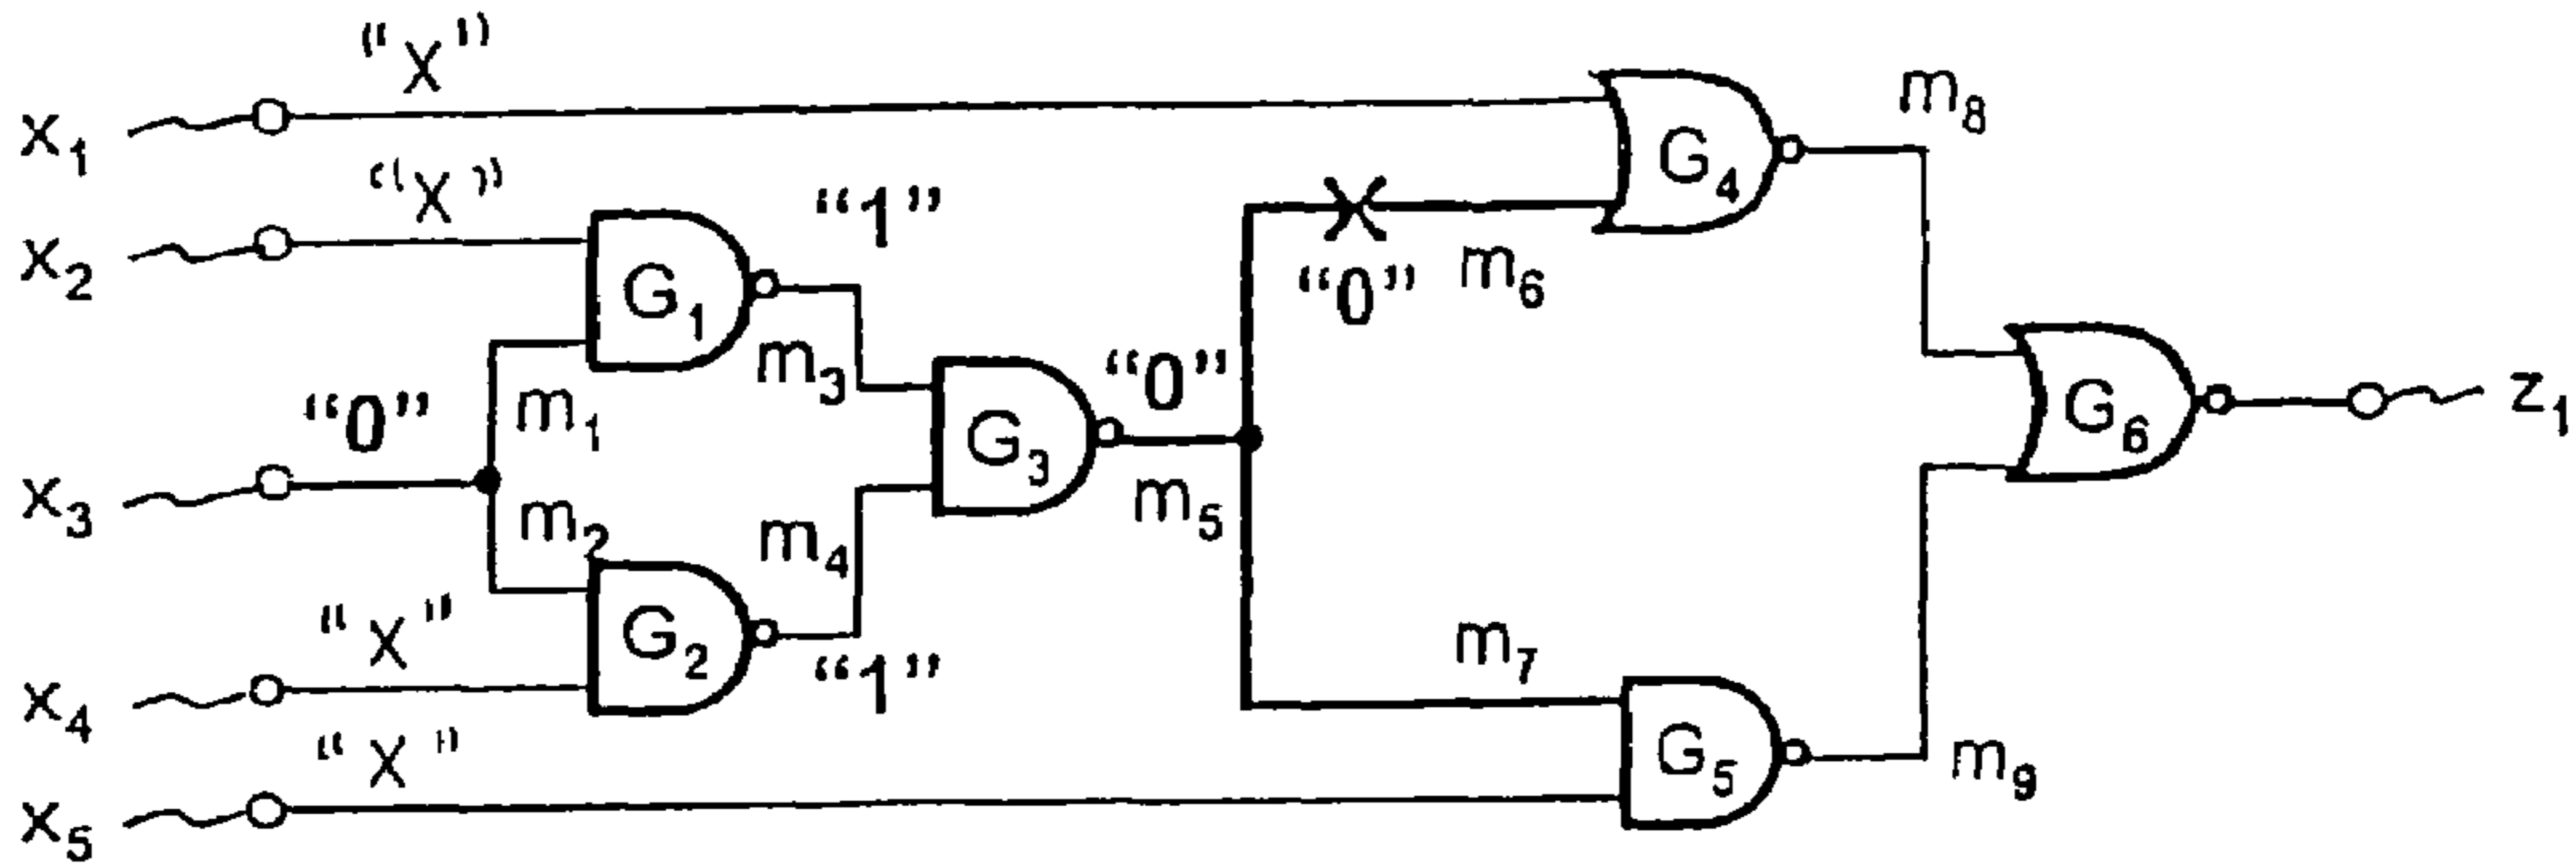 "X"
x₁
"X"
x₂
G₁
"1"
m₃
"0"
m₁
x₃
m₂
G₂
"1"
m₄
"X"
x₄
"X"
x₅
G₃
"0"
m₅
"0"
m₆
G₄
m₈
m₇
G₅
m₉
G₆
z₁